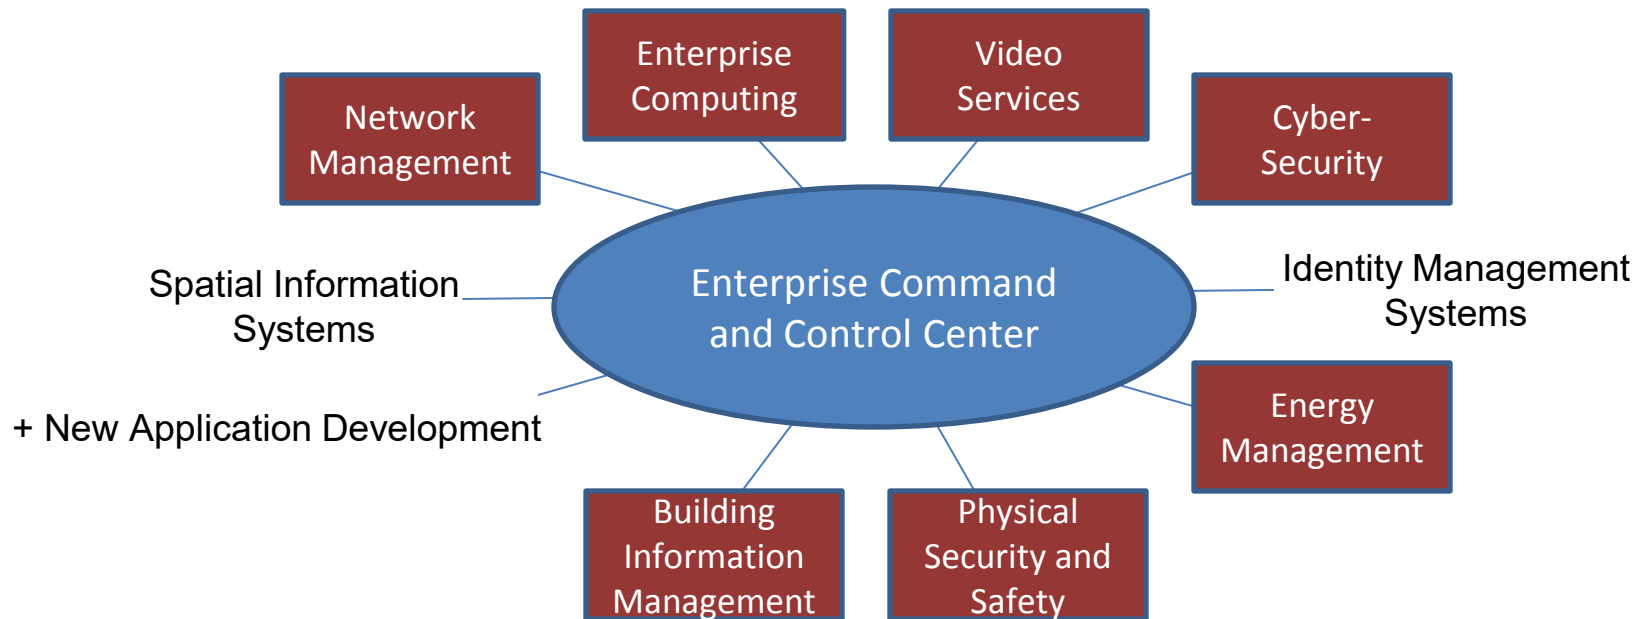 Enterprise
Computing
Video
Services
Network
Management
Cyber-
Security
Spatial Information
Systems
Enterprise Command
and Control Center
Identity Management
Systems
+ New Application Development
Energy
Management
Building
Information
Management
Physical
Security and
Safety